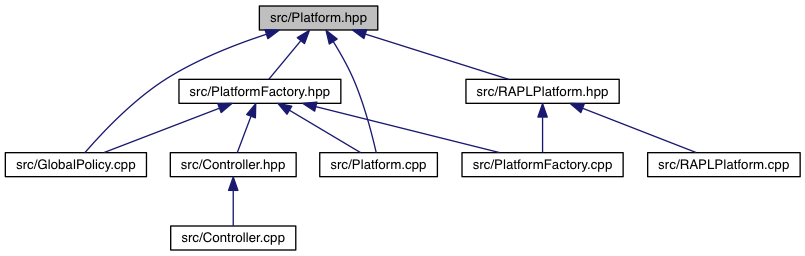 src/Platform.hpp
src/PlatformFactory.hpp
src/RAPLPlatform.hpp
src/GlobalPolicy.cpp
src/Controller.hpp
src/Platform.cpp
src/PlatformFactory.cpp
src/RAPLPlatform.cpp
src/Controller.cpp